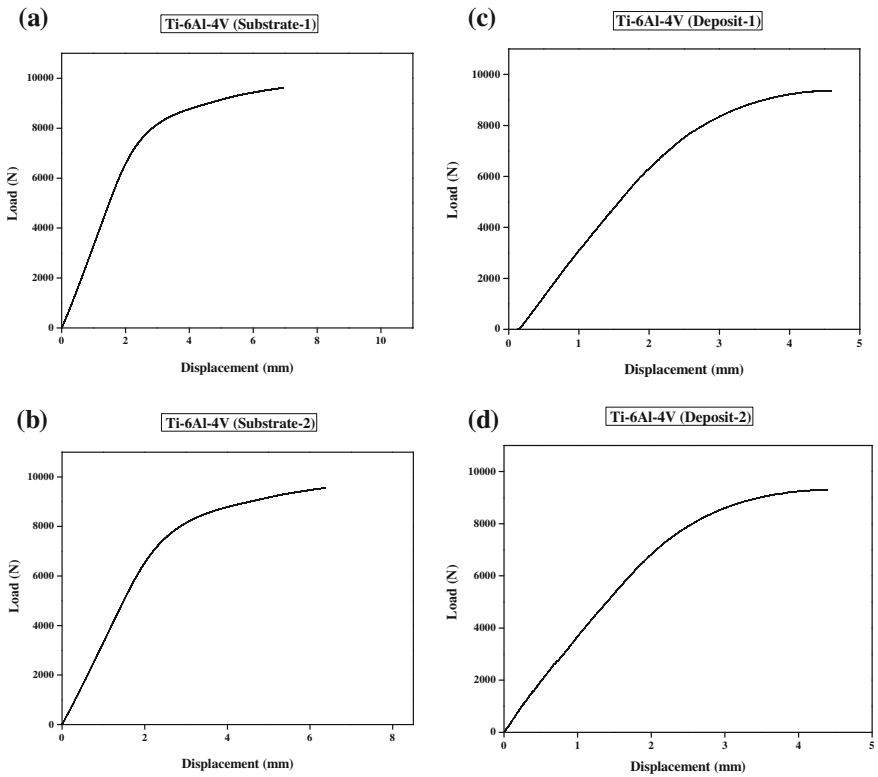 (a)
Ti-6Al-4V (Substrate-1)
10000
8000
6000
4000
2000
0
Load (N)
0 2 4 6 8 10
Displacement (mm)
(c)
Ti-6Al-4V (Deposit-1)
10000
8000
6000
4000
2000
0
Load (N)
0 1 2 3 4 5
Displacement (mm)
(b)
Ti-6Al-4V (Substrate-2)
10000
8000
6000
4000
2000
0
Load (N)
0 2 4 6 8
Displacement (mm)
(d)
Ti-6Al-4V (Deposit-2)
10000
8000
6000
4000
2000
0
Load (N)
0 1 2 3 4 5
Displacement (mm)